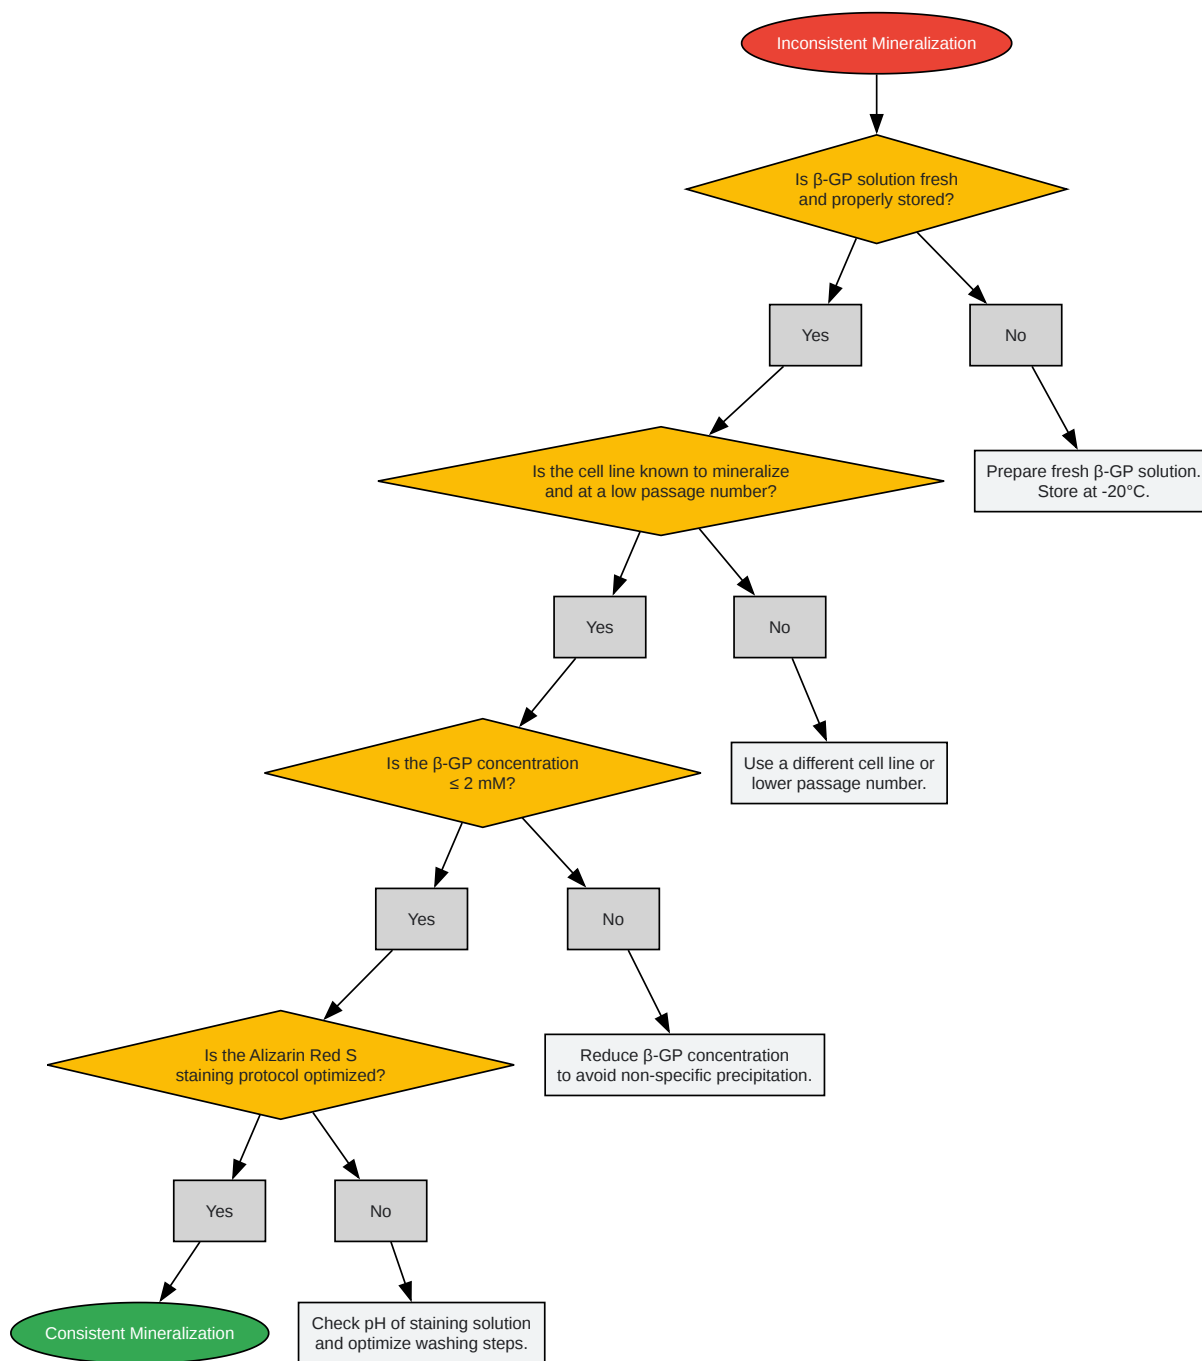 Inconsistent Mineralization
Is β-GP solution fresh
and properly stored?
Yes
No
Is the cell line known to mineralize
and at a low passage number?
Prepare fresh β-GP solution.
Store at -20°C.
Yes
No
Is the β-GP concentration
≤ 2 mM?
Use a different cell line or
lower passage number.
Yes
No
Is the Alizarin Red S
staining protocol optimized?
Reduce β-GP concentration
to avoid non-specific precipitation.
Yes
No
Consistent Mineralization
Check pH of staining solution
and optimize washing steps.